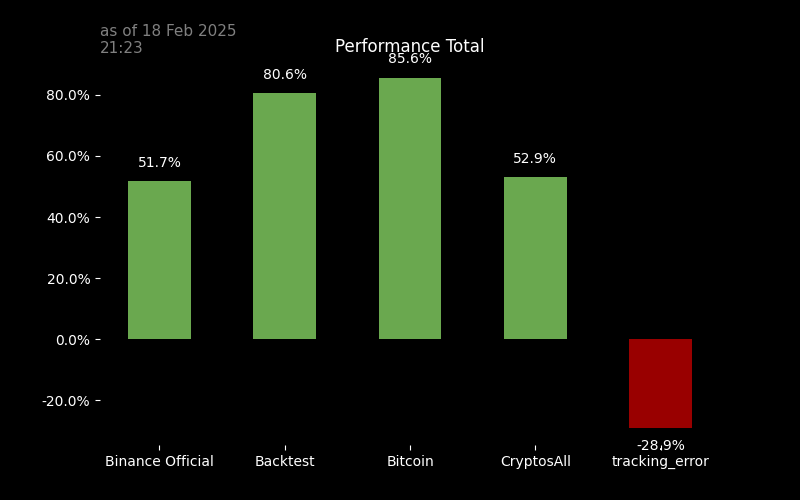 as of 18 Feb 2025
21:23
Performance Total
85.6%
80.6%
80.0%
51.7%
52.9%
60.0%
40.0%
20.0%
0.0%
-20.0%
-28.9%
Binance Official
Backtest
Bitcoin
CryptosAll
tracking_error